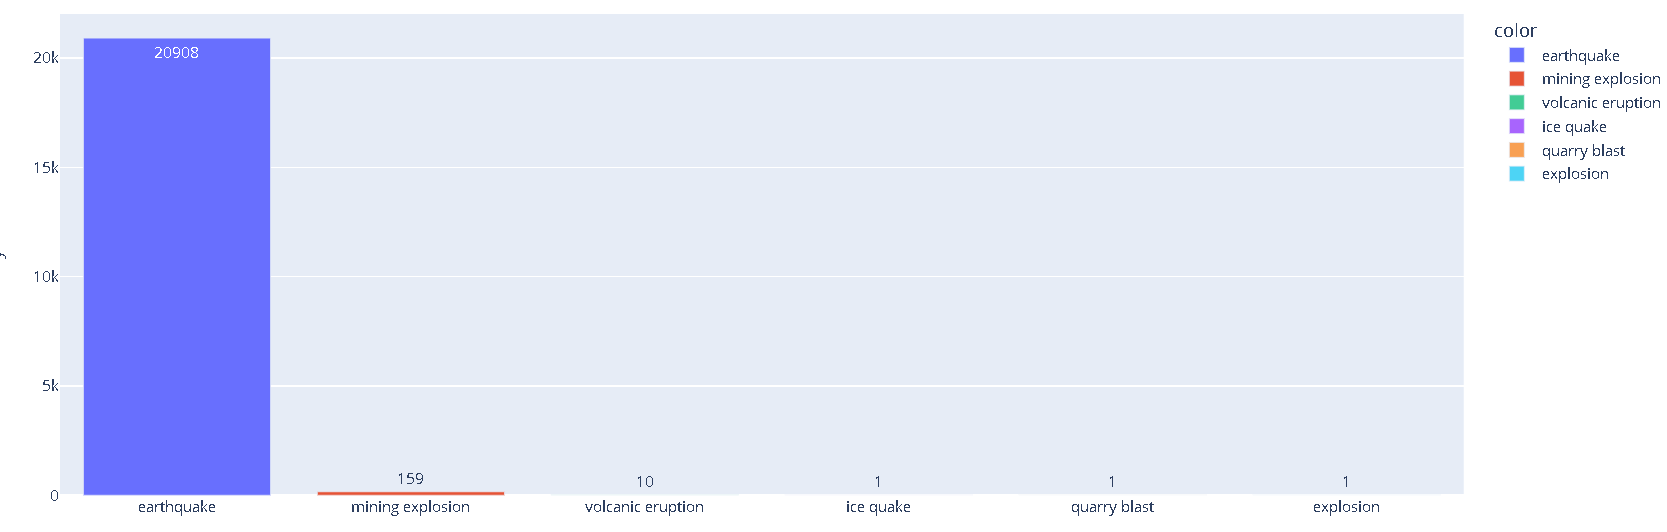 20k
15k
10k
5k
0
20908
159
10
1
1
1
earthquake
mining explosion
volcanic eruption
ice quake
quarry blast
explosion
color
earthquake
mining explosion
volcanic eruption
ice quake
quarry blast
explosion